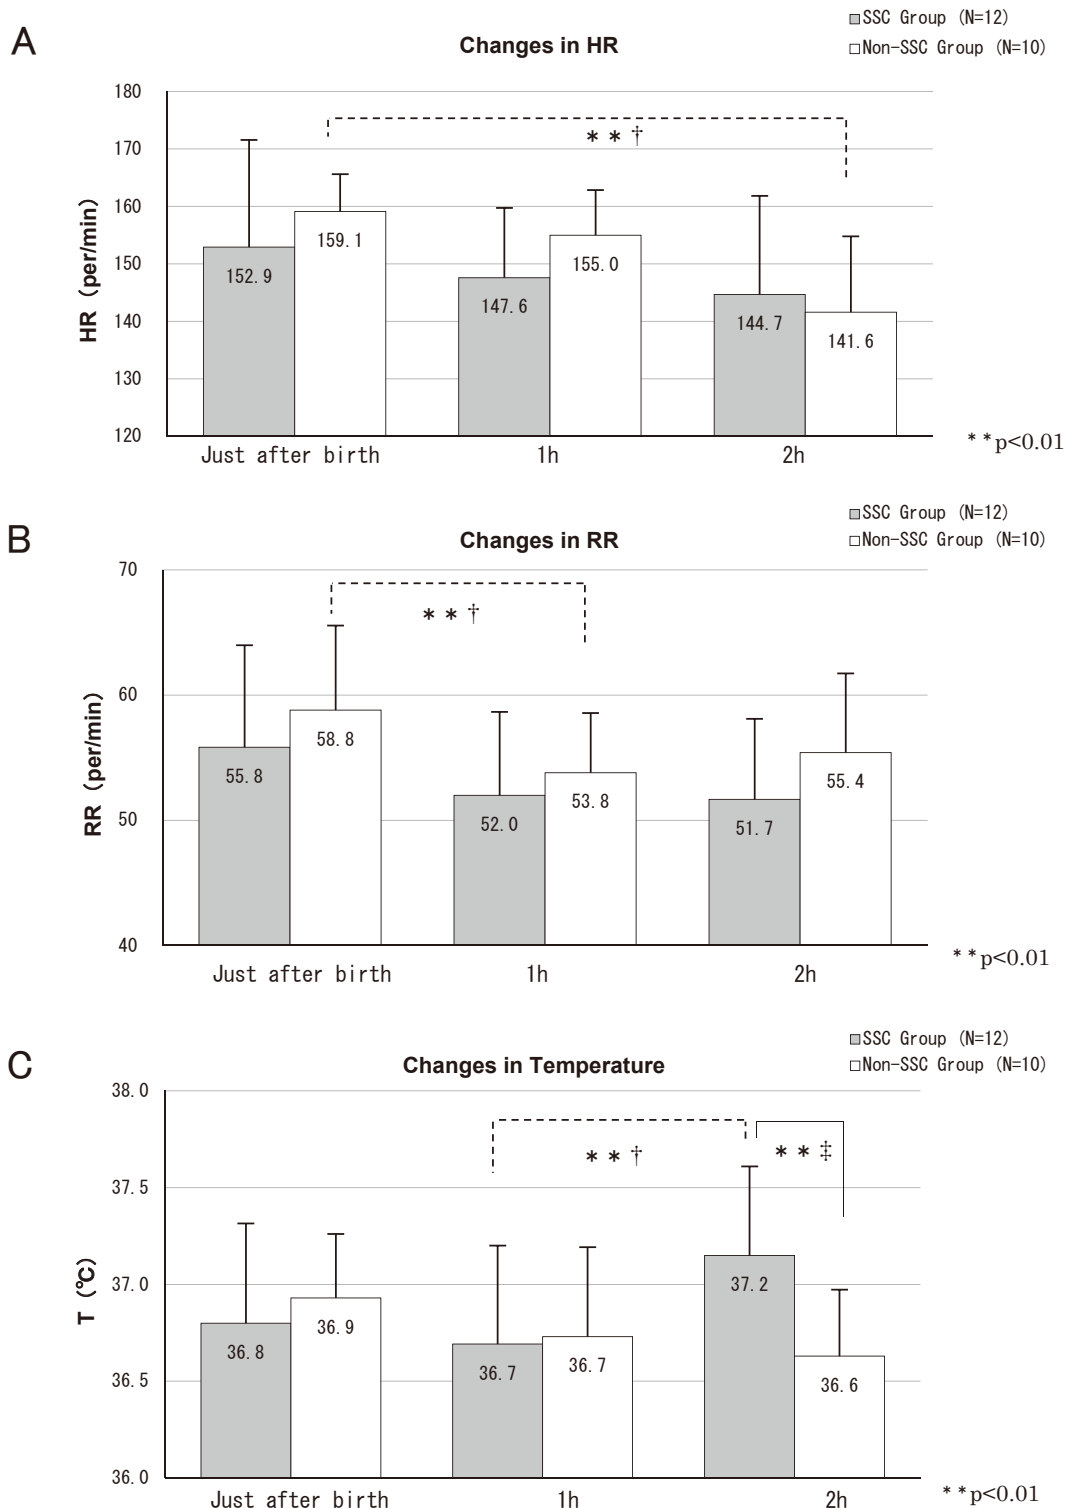 A
Changes in HR
SSC Group (N=12)
Non-SSC Group (N=10)
180
170
160
150
140
130
120
HR (per/min)
**†
152.9
159.1
147.6
155.0
144.7
141.6
Just after birth
1h
2h
**p<0.01
B
Changes in RR
SSC Group (N=12)
Non-SSC Group (N=10)
70
60
50
40
RR (per/min)
**†
55.8
58.8
52.0
53.8
51.7
55.4
Just after birth
1h
2h
**p<0.01
C
Changes in Temperature
SSC Group (N=12)
Non-SSC Group (N=10)
38.0
37.5
37.0
36.5
36.0
T (℃)
**†
**‡
36.8
36.9
36.7
36.7
37.2
36.6
Just after birth
1h
2h
**p<0.01